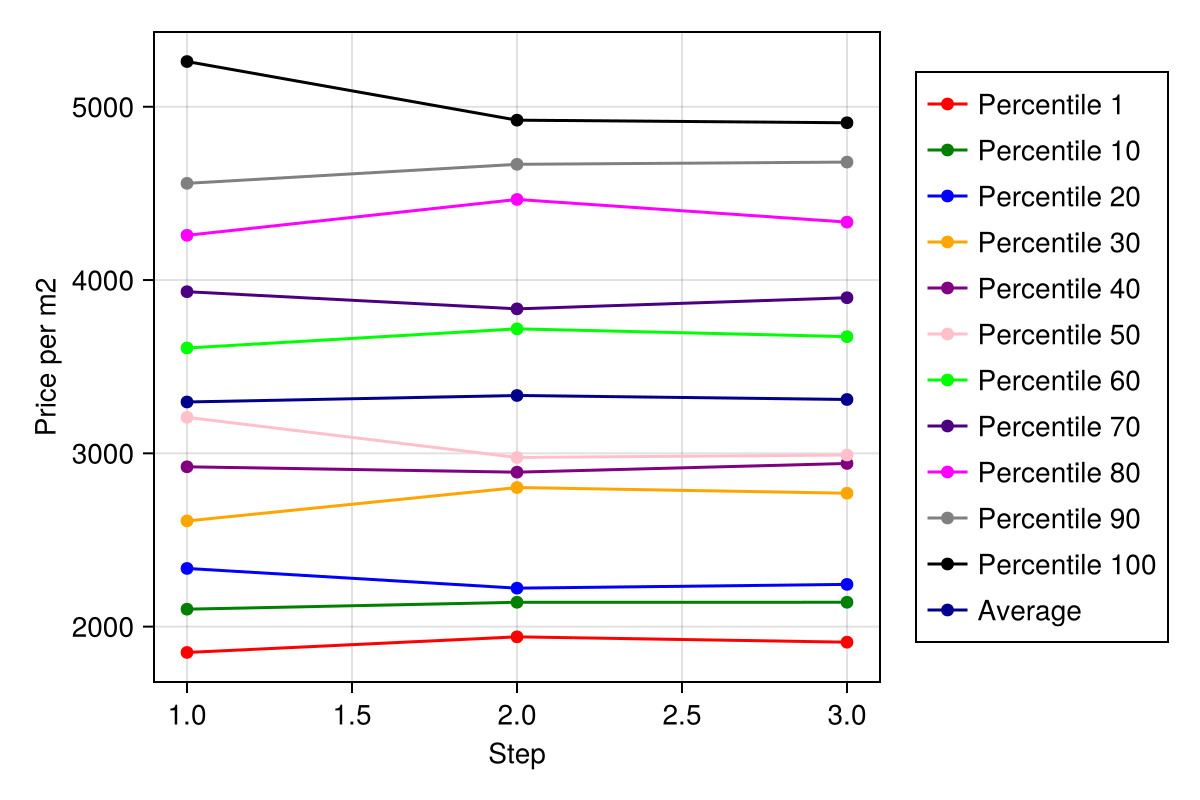 5000
4000
3000
2000
Price per m2
1.0
1.5
2.0
2.5
3.0
Step
Percentile 1
Percentile 10
Percentile 20
Percentile 30
Percentile 40
Percentile 50
Percentile 60
Percentile 70
Percentile 80
Percentile 90
Percentile 100
Average